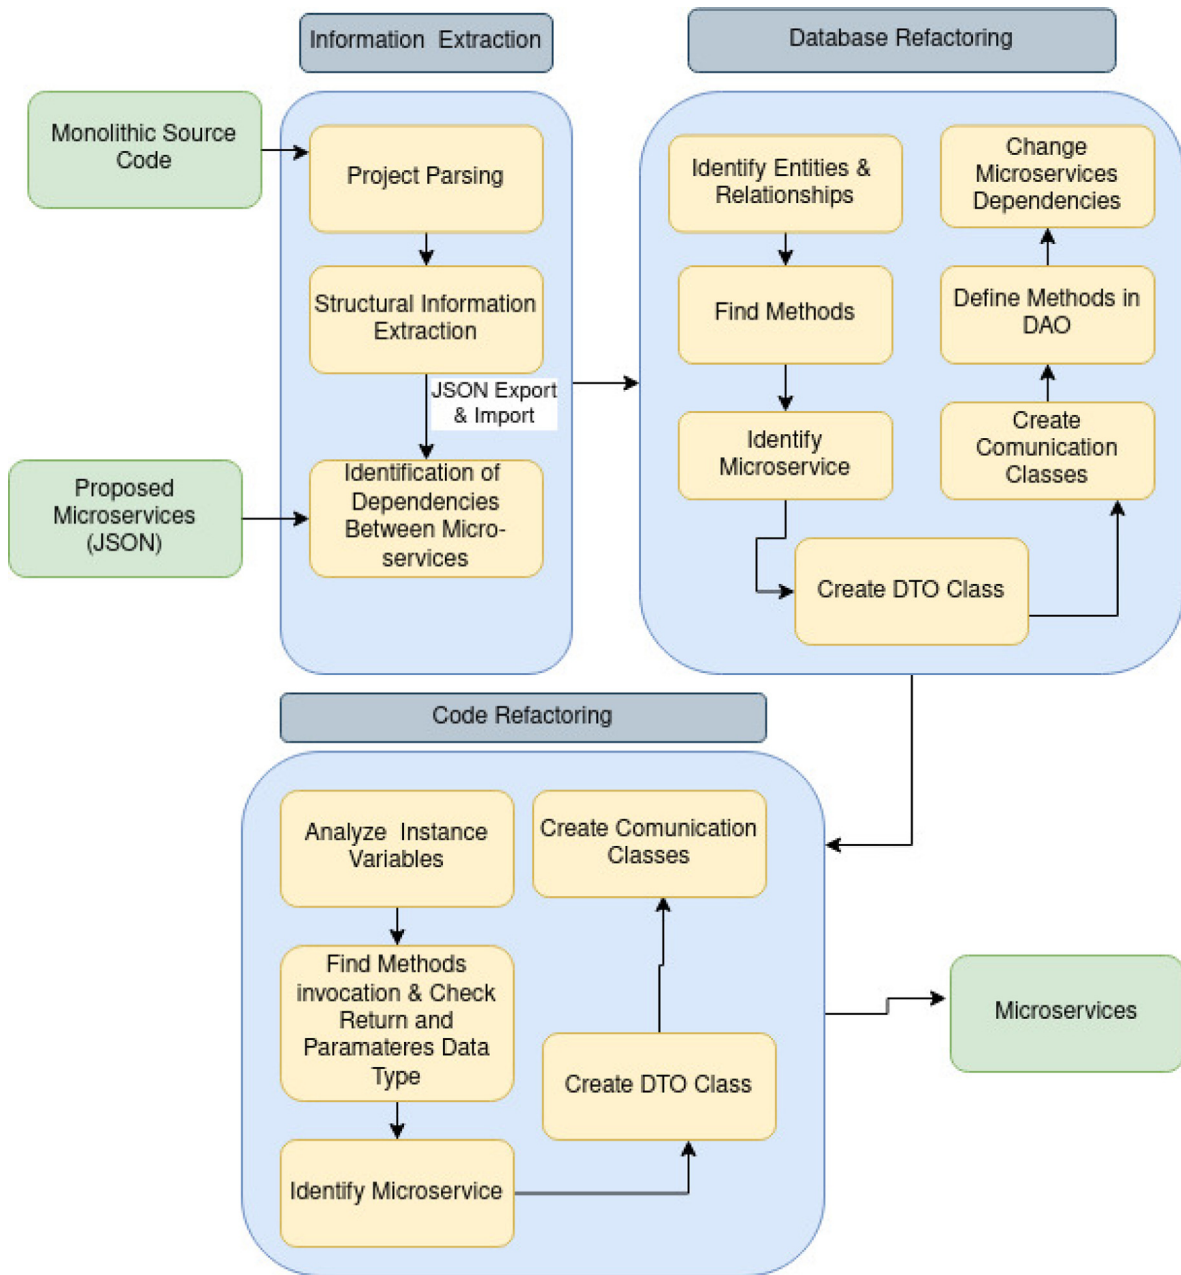 Information Extraction
Database Refactoring
Monolithic Source
Code
Project Parsing
Structural Information
Extraction
JSON Export
& Import
Proposed
Microservices
(JSON)
Identification of
Dependencies
Between Micro-
services
Identify Entities &
Relationships
Find Methods
Identify
Microservice
Create DTO Class
Create
Comunication
Classes
Define Methods in
DAO
Change
Microservices
Dependencies
Code Refactoring
Analyze Instance
Variables
Find Methods
invocation & Check
Return and
Paramateres Data
Type
Identify Microservice
Create DTO Class
Create Comunication
Classes
Microservices